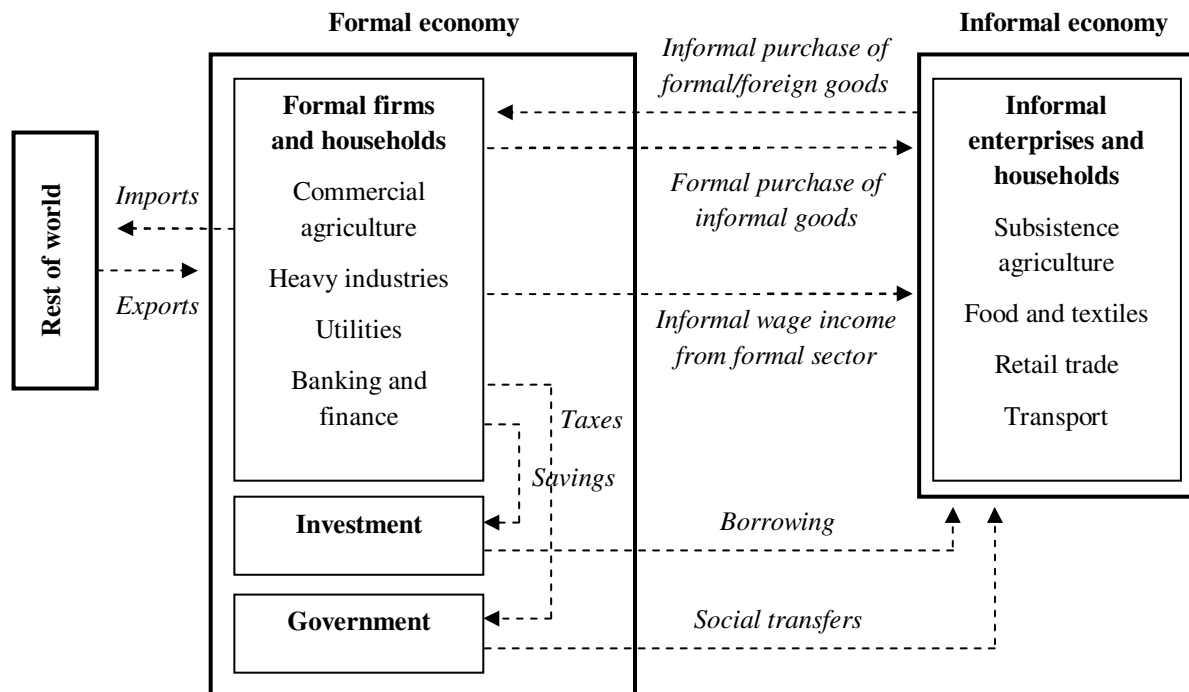 Formal economy
Informal economy
Rest of world
Imports
Exports
Formal firms
and households
Commercial
agriculture
Heavy industries
Utilities
Banking and
finance
Taxes
Savings
Investment
Government
Informal purchase of
formal/foreign goods
Formal purchase of
informal goods
Informal wage income
from formal sector
Borrowing
Social transfers
Informal
enterprises and
households
Subsistence
agriculture
Food and textiles
Retail trade
Transport